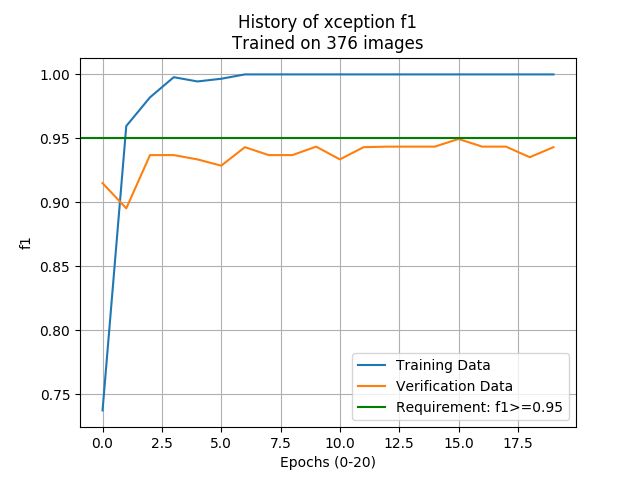 History of xception f1
Trained on 376 images
1.00
0.95
0.90
0.85
0.80
0.75
f1
Training Data
Verification Data
Requirement: f1>=0.95
0.0 2.5 5.0 7.5 10.0 12.5 15.0 17.5
Epochs (0-20)